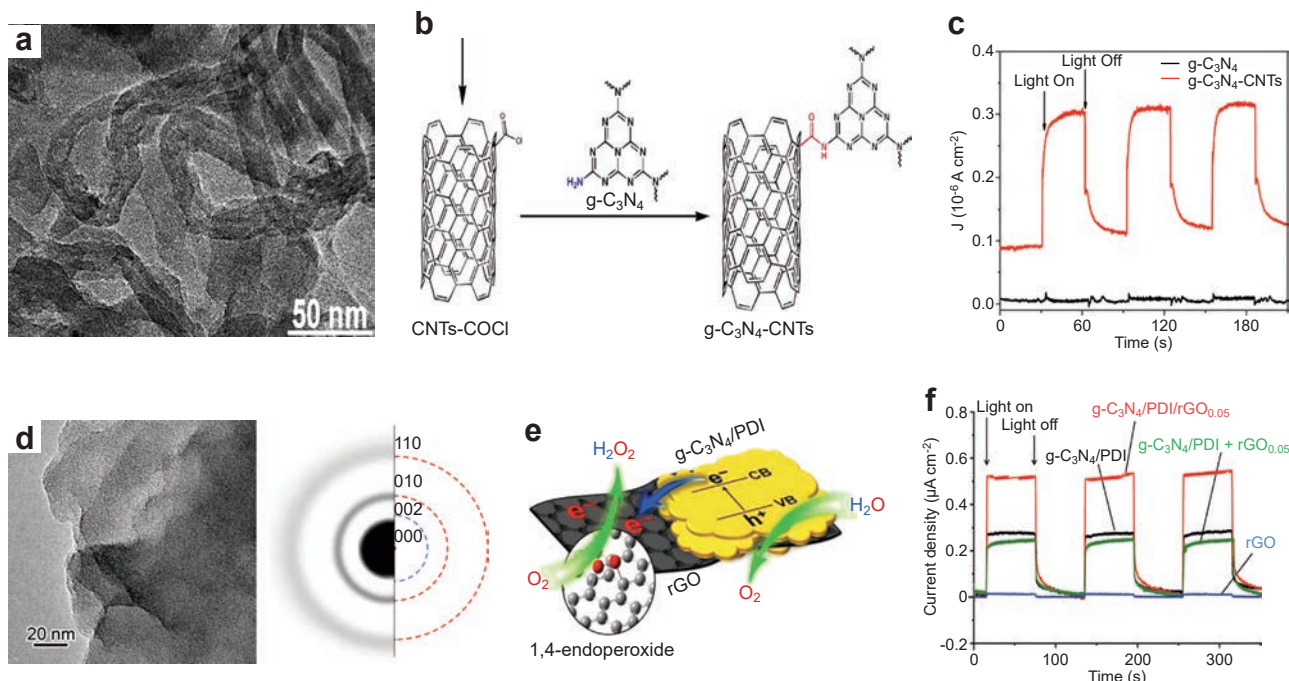 a
50 nm
b
O
Cl
N
H₂N
g-C₃N₄
CNTs-COCl
O
N
H
g-C₃N₄-CNTs
c
J (10⁻⁶ A cm⁻²)
0.4
0.3
0.2
0.1
0.0
Light On
Light Off
g-C₃N₄
g-C₃N₄-CNTs
0
60
120
180
Time (s)
d
20 nm
110
010
002
000
e
H₂O₂
g-C₃N₄/PDI
e⁻
CB
VB
h⁺
H₂O
e⁻
e⁻
O₂
rGO
O₂
1,4-endoperoxide
f
Current density (μA cm⁻²)
0.8
0.6
0.4
0.2
0
-0.2
Light on
Light off
g-C₃N₄/PDI/rGO₀.₀₅
g-C₃N₄/PDI
g-C₃N₄/PDI + rGO₀.₀₅
rGO
0
100
200
300
Time (s)